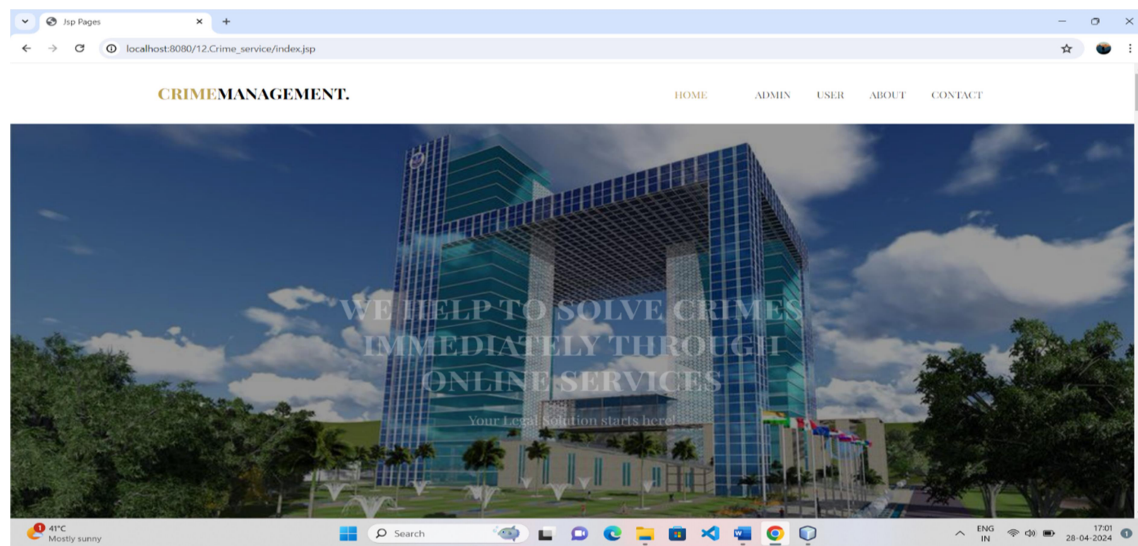 Jsp Pages
localhost:8080/12.Crime_service/index.jsp
CRIMEMANAGEMENT.
HOME ADMIN USER ABOUT CONTACT
WE HELP TO SOLVE CRIMES
IMMEDIATELY THROUGH
ONLINE SERVICES
Your Legal Solution starts here!
1
41°C
Mostly sunny
Search
ENG
IN
17:01
28-04-2024
1